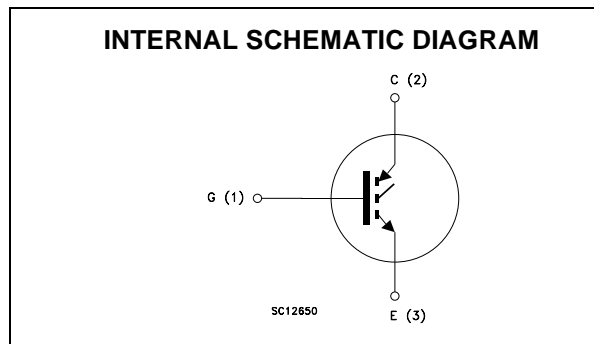 INTERNAL SCHEMATIC DIAGRAM
C (2)
G (1)
SC12650
E (3)